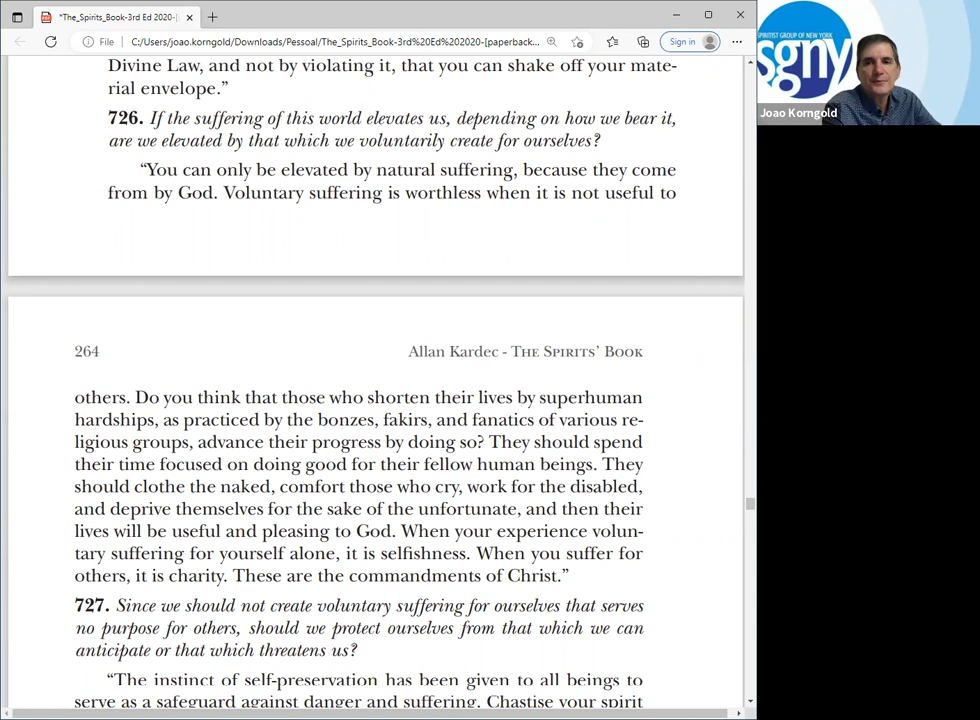 *The_Spirits_Book-3rd Ed 2020-[
File
C:/Users/joao.korngold/Downloads/Pessoal/The_Spirits_Book-3rd%20Ed%202020-[paperback...
Sign in
Divine Law, and not by violating it, that you can shake off your mate-
rial envelope.”
726. If the suffering of this world elevates us, depending on how we bear it,
are we elevated by that which we voluntarily create for ourselves?
“You can only be elevated by natural suffering, because they come
from by God. Voluntary suffering is worthless when it is not useful to
264
Allan Kardec - The Spirits’ Book
others. Do you think that those who shorten their lives by superhuman
hardships, as practiced by the bonzes, fakirs, and fanatics of various re-
ligious groups, advance their progress by doing so? They should spend
their time focused on doing good for their fellow human beings. They
should clothe the naked, comfort those who cry, work for the disabled,
and deprive themselves for the sake of the unfortunate, and then their
lives will be useful and pleasing to God. When your experience volun-
tary suffering for yourself alone, it is selfishness. When you suffer for
others, it is charity. These are the commandments of Christ.”
727. Since we should not create voluntary suffering for ourselves that serves
no purpose for others, should we protect ourselves from that which we can
anticipate or that which threatens us?
“The instinct of self-preservation has been given to all beings to
serve as a safeguard against danger and suffering. Chastise your spirit
SPIRITIST GROUP OF NEW YORK
sgny
Joao Korngold